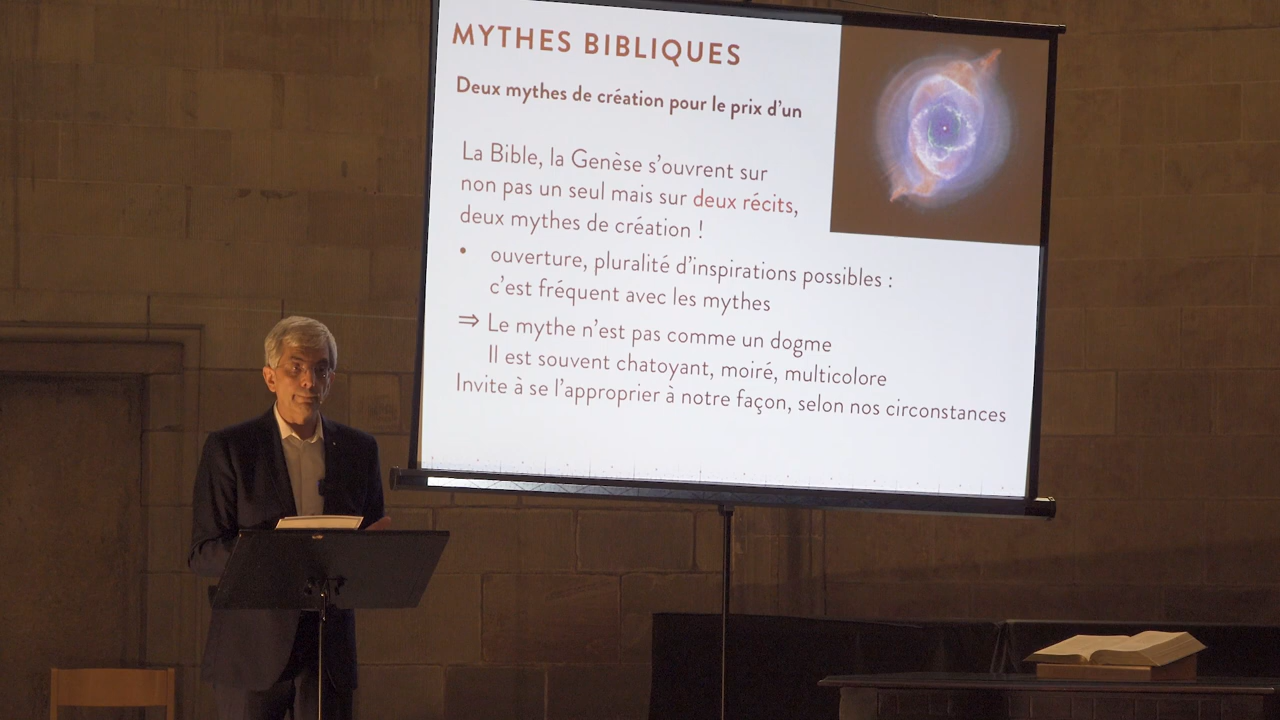 MYTHES BIBLIQUES
Deux mythes de création pour le prix d'un
La Bible, la Genèse s'ouvrent sur
non pas un seul mais sur deux récits,
deux mythes de création !
• ouverture, pluralité d'inspirations possibles :
c'est fréquent avec les mythes
⇒ Le mythe n'est pas comme un dogme
Il est souvent chatoyant, moiré, multicolore
Invite à se l'approprier à notre façon, selon nos circonstances